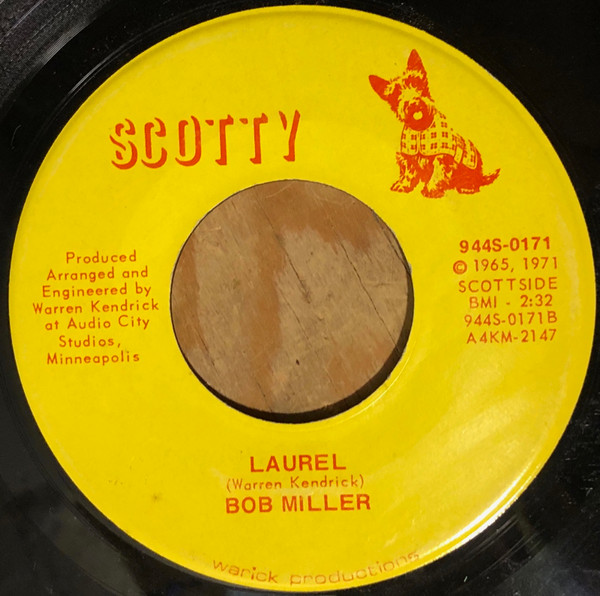 SCOTTY
Produced
Arranged and
Engineered by
Warren Kendrick
at Audio City
Studios,
Minneapolis
944S-0171
© 1965, 1971
SCOTTSIDE
BMI - 2:32
944S-0171B
A4KM-2147
LAUREL
(Warren Kendrick)
BOB MILLER
warick productions